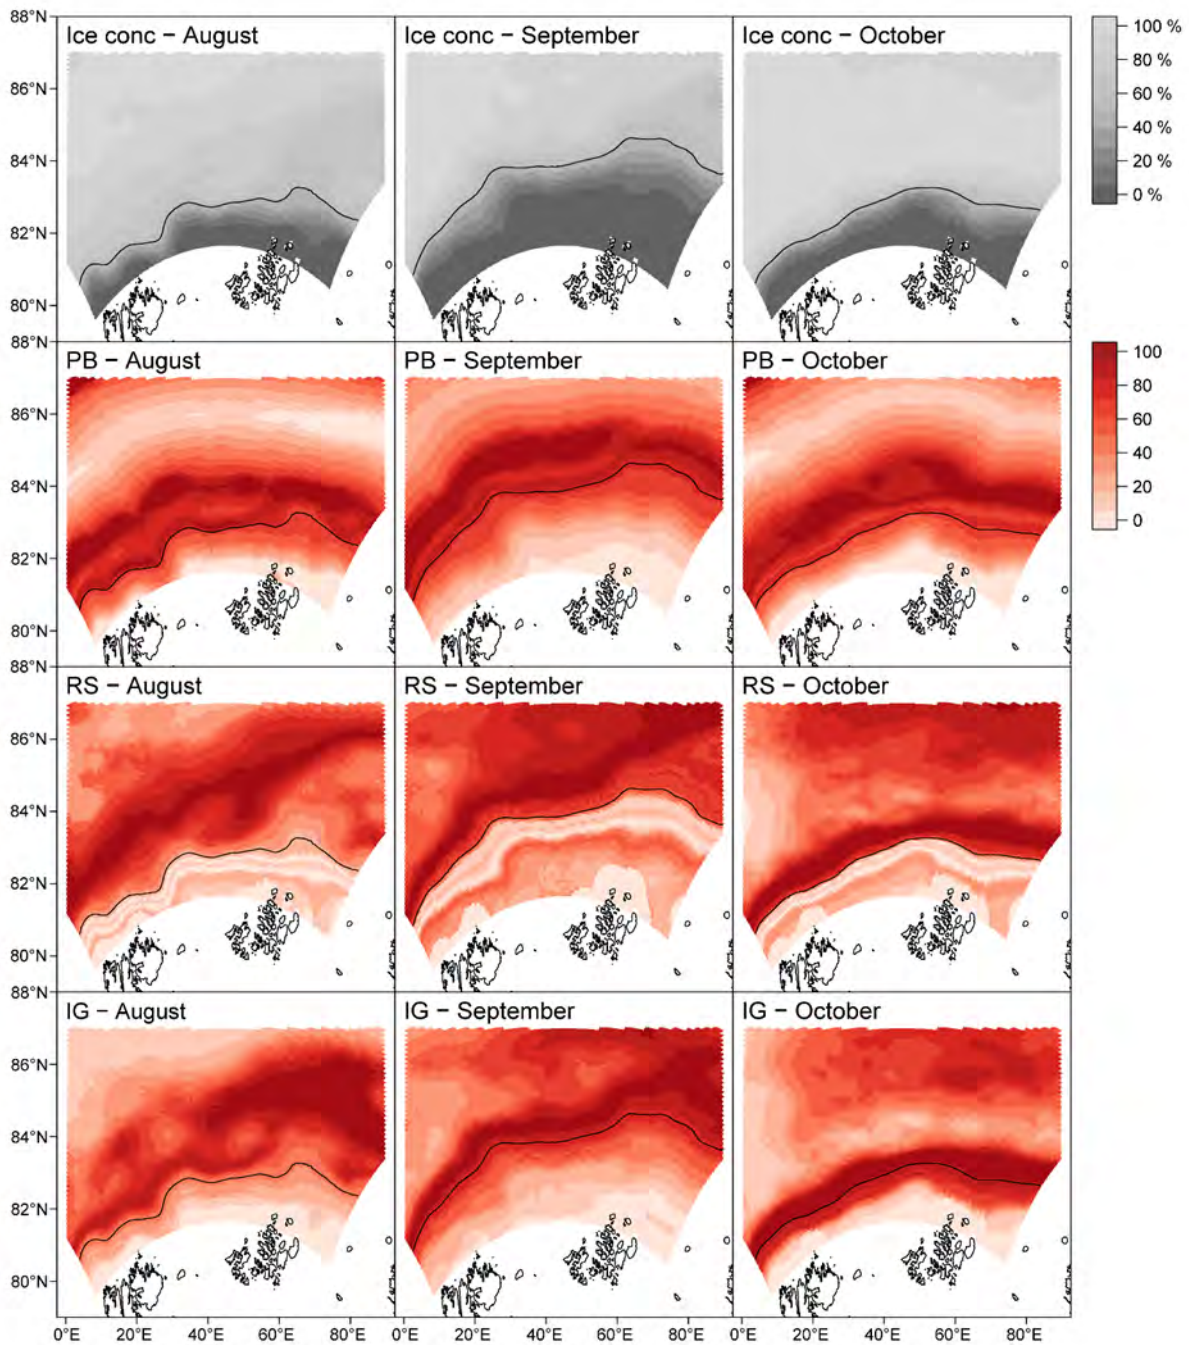 88°N
86°N
84°N
82°N
80°N
88°N
Ice conc − August
Ice conc − September
Ice conc − October
100 %
80 %
60 %
40 %
20 %
0 %
86°N
84°N
82°N
80°N
88°N
PB − August
PB − September
PB − October
100
80
60
40
20
0
86°N
84°N
82°N
80°N
88°N
RS − August
RS − September
RS − October
86°N
84°N
82°N
80°N
IG − August
IG − September
IG − October
0°E
20°E
40°E
60°E
80°E
0°E
20°E
40°E
60°E
80°E
0°E
20°E
40°E
60°E
80°E